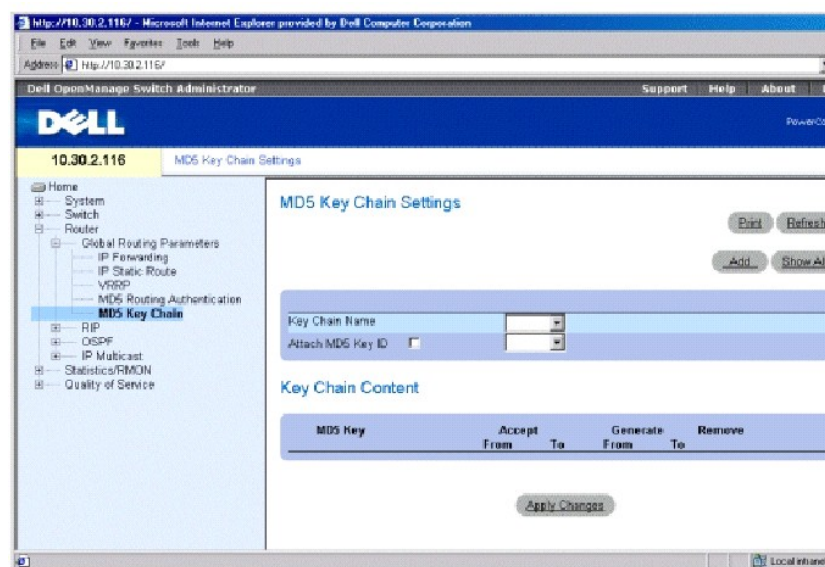 http://10.30.2.116/ - Microsoft Internet Explorer provided by Dell Computer Corporation
File Edit View Favorites Tools Help
Address http://10.30.2.116/
Dell OpenManage Switch Administrator Support Help About
DELL
10.30.2.116 MD5 Key Chain Settings
Home
System
Switch
Router
Global Routing Parameters
IP Forwarding
IP Static Route
VRRP
MD5 Routing Authentication
MD5 Key Chain
RIP
OSPF
IP Multicast
Statistics/RMON
Quality of Service
MD5 Key Chain Settings
Print Refresh
Add Show Al
Key Chain Name
Attach MD5 Key ID
Key Chain Content
MD5 Key Accept Generate Remove
From To From To
Apply Changes
Local intranet